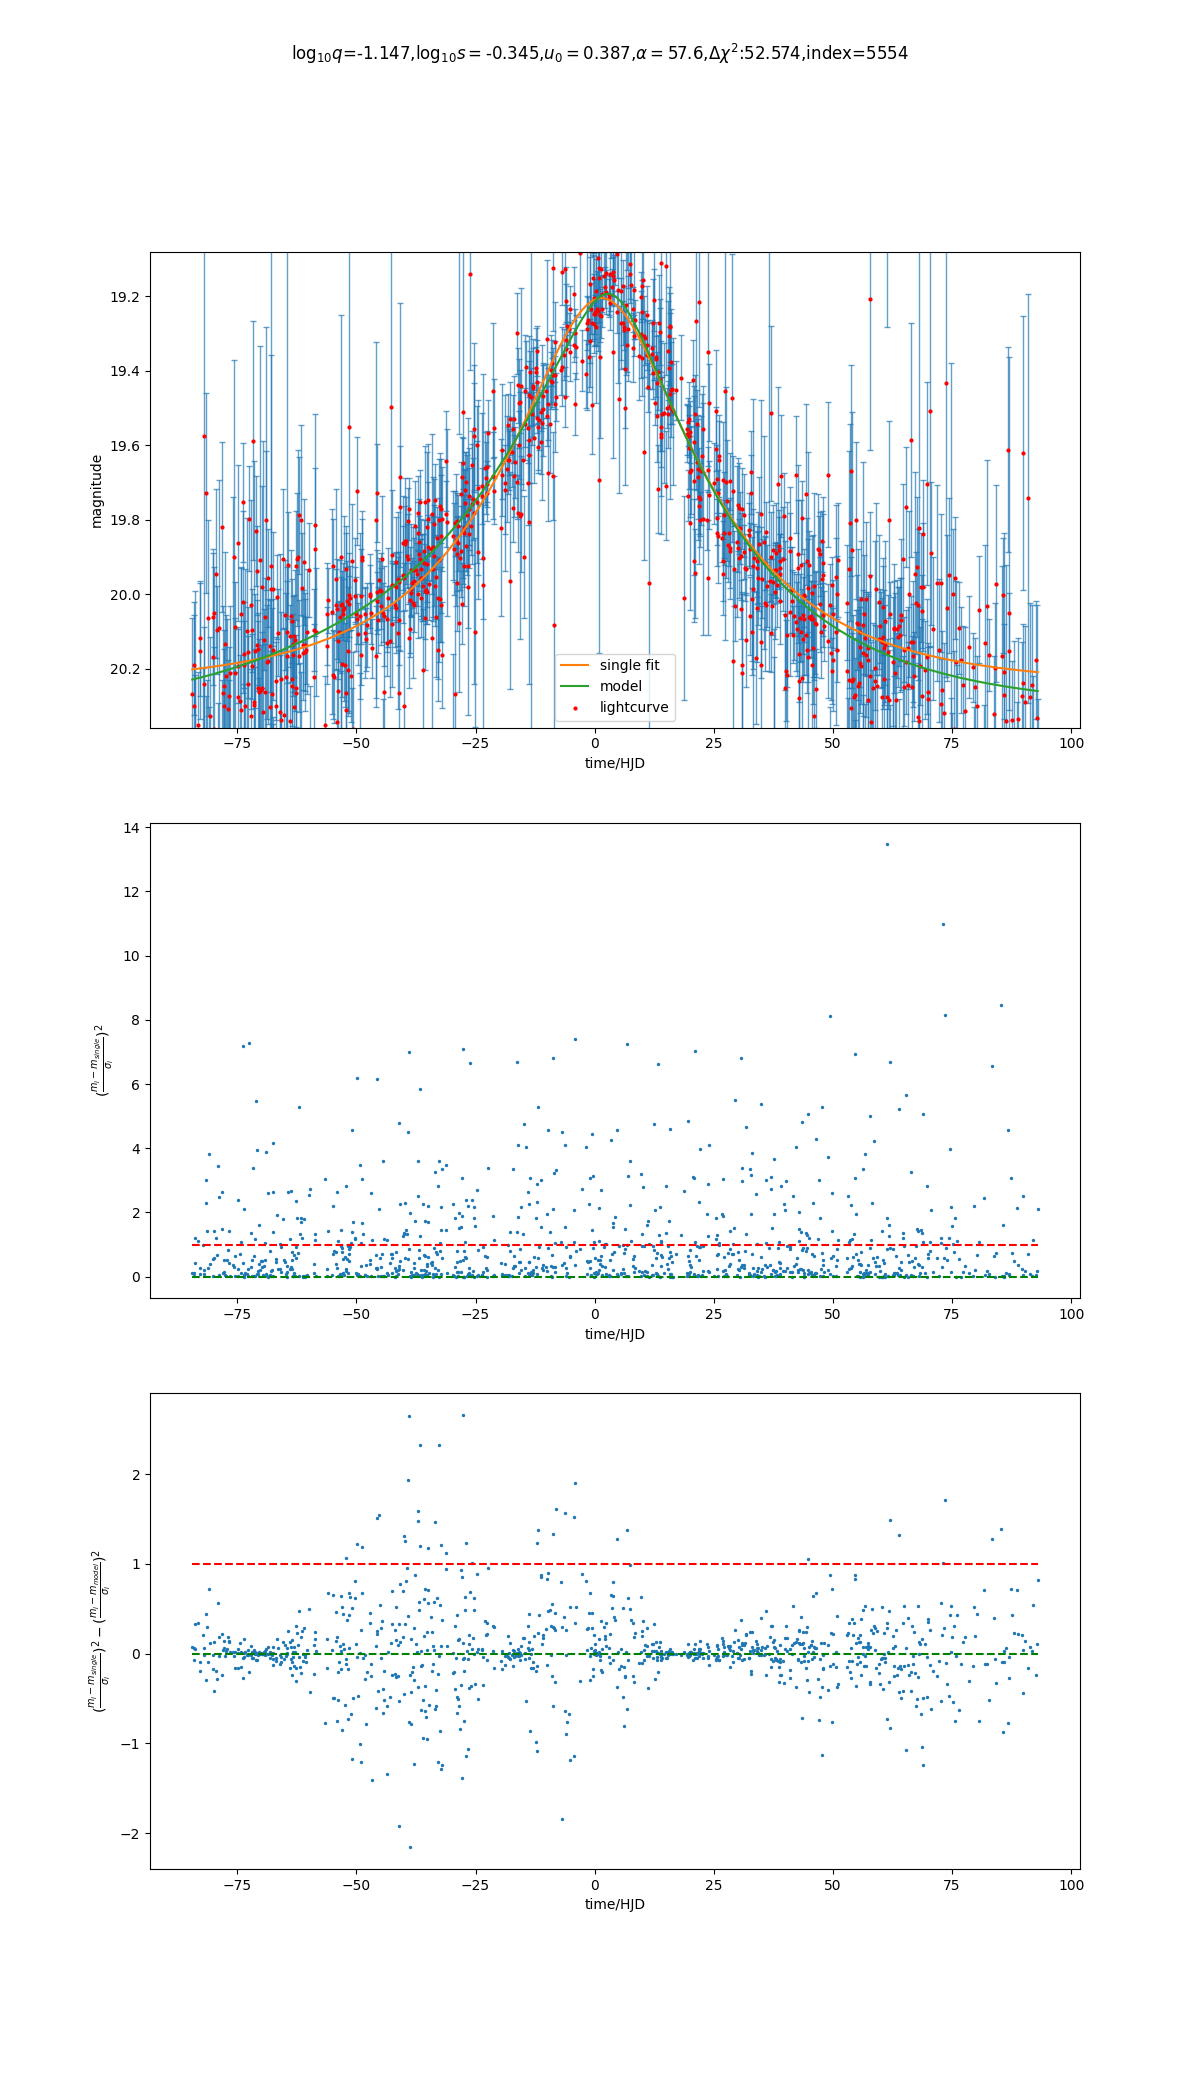 log₁₀q=-1.147,log₁₀s = -0.345,u₀ = 0.387,α = 57.6,Δχ²:52.574,index=5554
19.2
19.4
19.6
19.8
20.0
20.2
magnitude
single fit
model
lightcurve
−75 −50 −25 0 25 50 75 100
time/HJD
14
12
10
8
6
4
2
0
(mᵢ − m_single / σᵢ)²
−75 −50 −25 0 25 50 75 100
time/HJD
2
1
0
−1
−2
(mᵢ − m_single / σᵢ)² − (mᵢ − m_model / σᵢ)²
−75 −50 −25 0 25 50 75 100
time/HJD